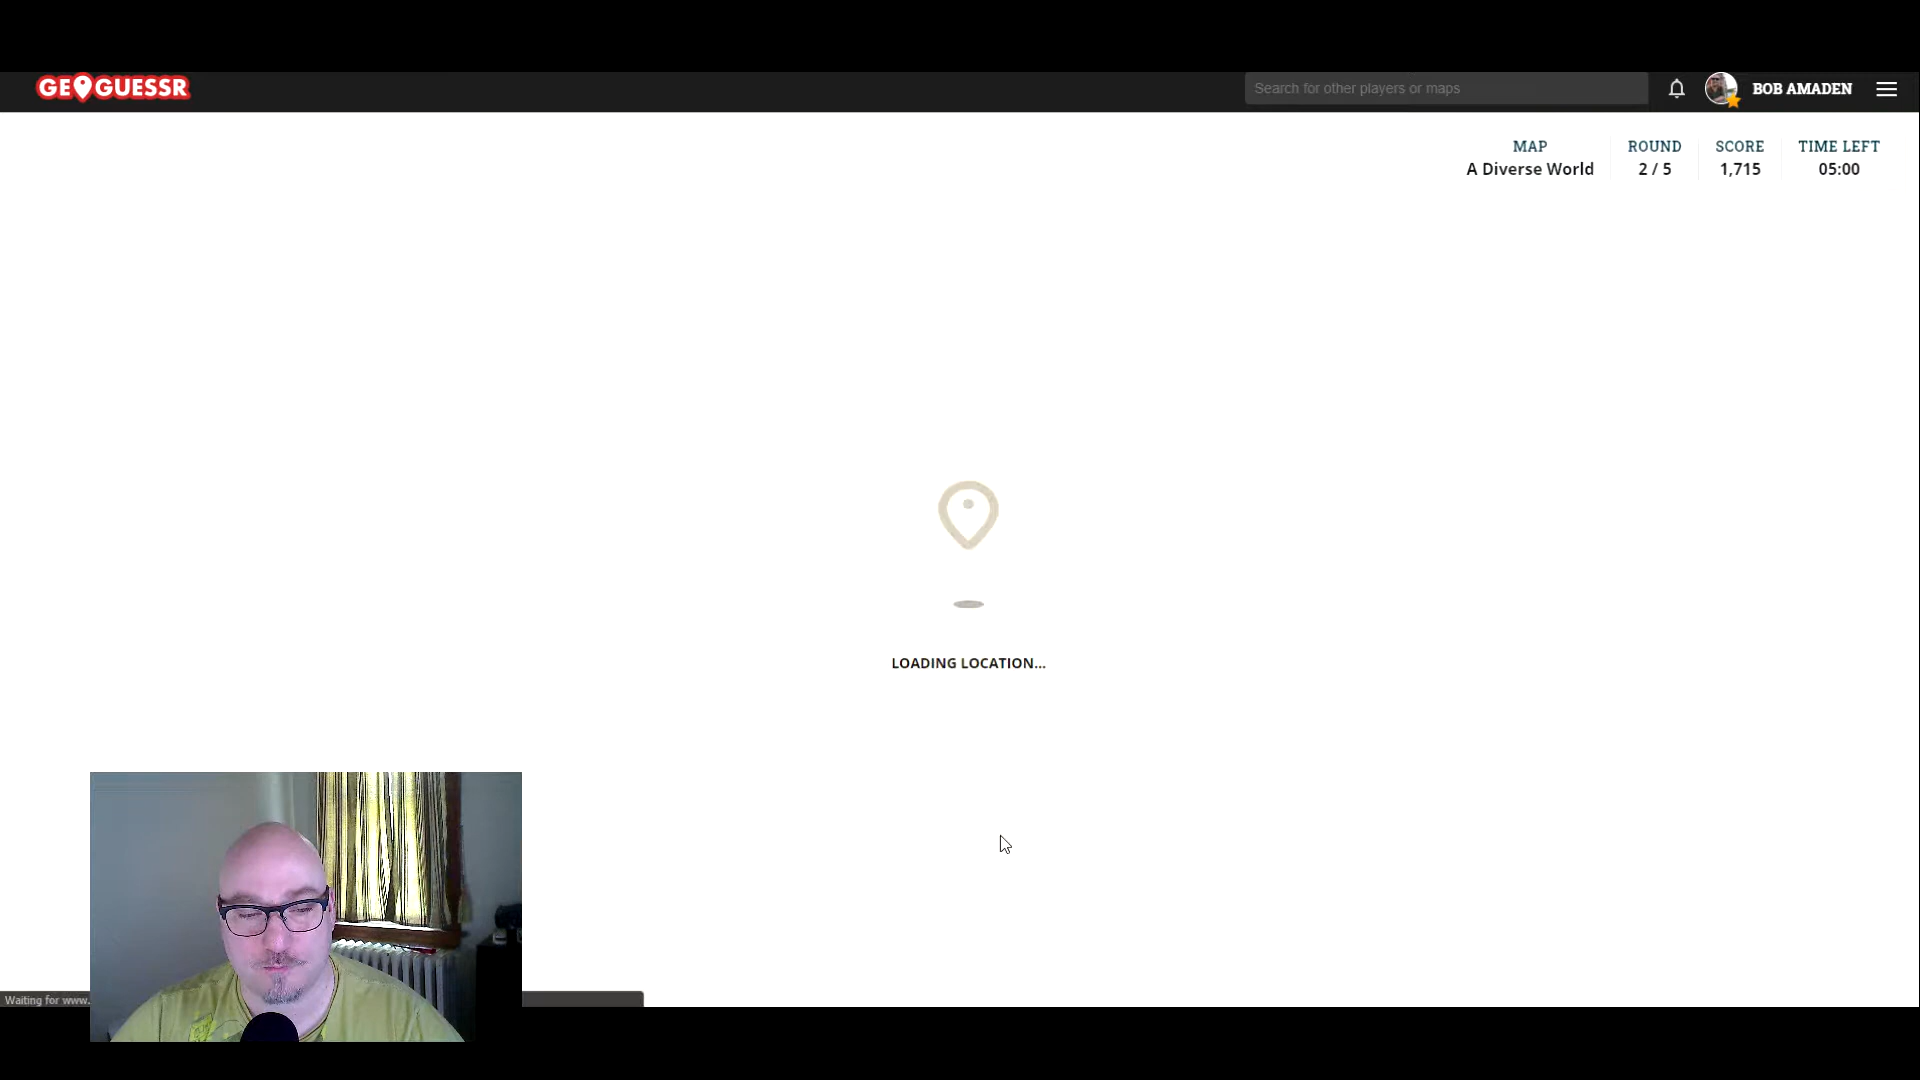 GEOGUESSR
Search for other players or maps
BOB AMADEN
MAP
A Diverse World
ROUND
2 / 5
SCORE
1,715
TIME LEFT
05:00
LOADING LOCATION...
Waiting for www.